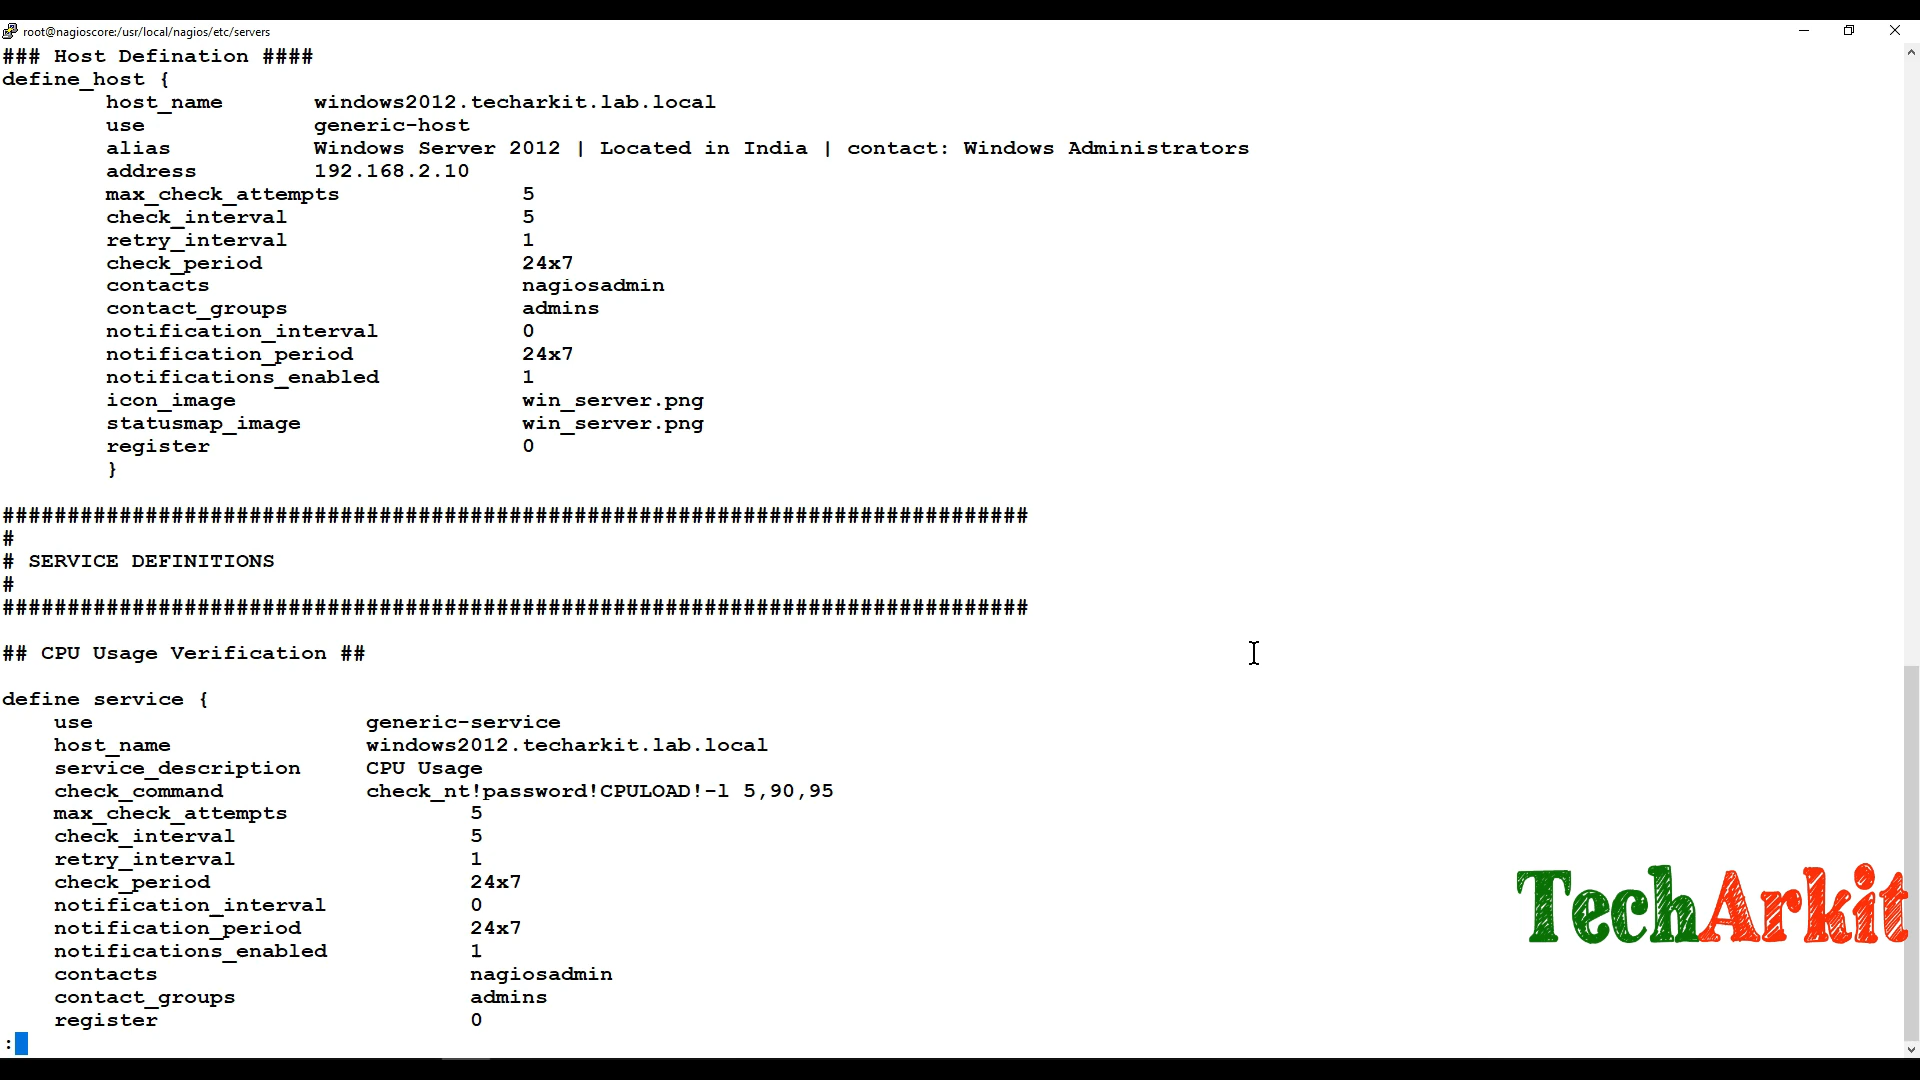 root@nagioscore:/usr/local/nagios/etc/servers
### Host Defination ####
define_host {
host_name windows2012.techarkit.lab.local
use generic-host
alias Windows Server 2012 | Located in India | contact: Windows Administrators
address 192.168.2.10
max_check_attempts 5
check_interval 5
retry_interval 1
check_period 24x7
contacts nagiosadmin
contact_groups admins
notification_interval 0
notification_period 24x7
notifications_enabled 1
icon_image win_server.png
statusmap_image win_server.png
register 0
}
###############################################################################
#
# SERVICE DEFINITIONS
#
###############################################################################
## CPU Usage Verification ##
define service {
use generic-service
host_name windows2012.techarkit.lab.local
service_description CPU Usage
check_command check_nt!password!CPULOAD!-l 5,90,95
max_check_attempts 5
check_interval 5
retry_interval 1
check_period 24x7
notification_interval 0
notification_period 24x7
notifications_enabled 1
contacts nagiosadmin
contact_groups admins
register 0
:
TechArkit